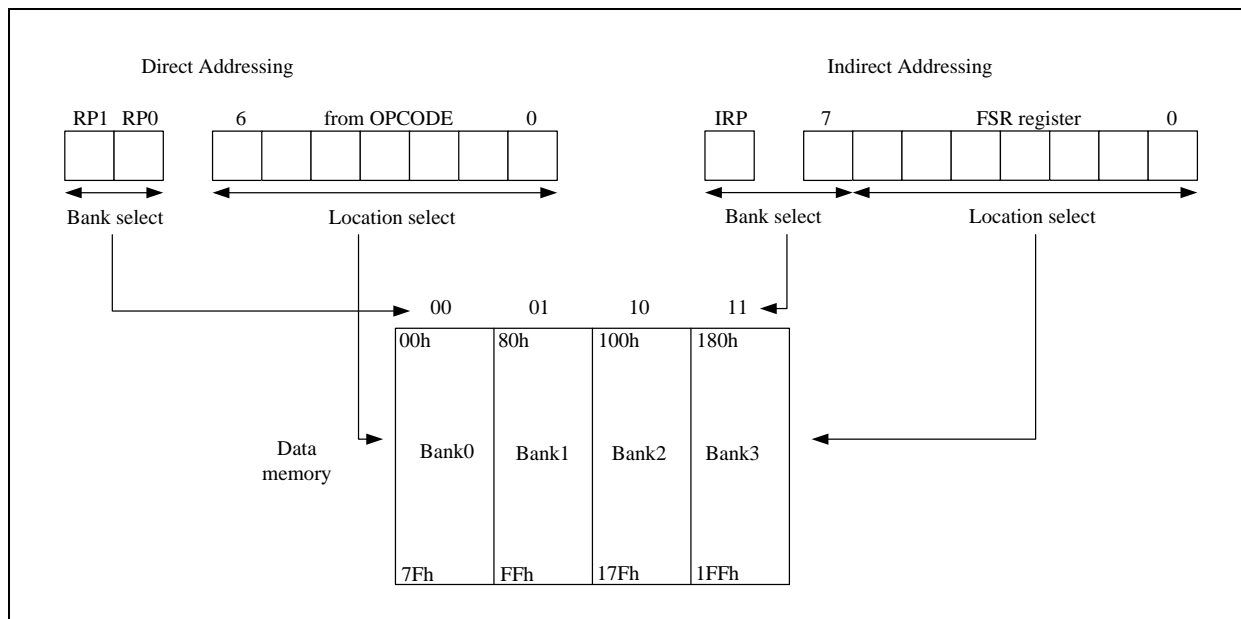 Direct Addressing
Indirect Addressing
RP1 RP0 6 from OPCODE 0
IRP 7 FSR register 0
Bank select Location select
Bank select Location select
00 01 10 11
00h 80h 100h 180h
Data
memory
Bank0 Bank1 Bank2 Bank3
7Fh FFh 17Fh 1FFh